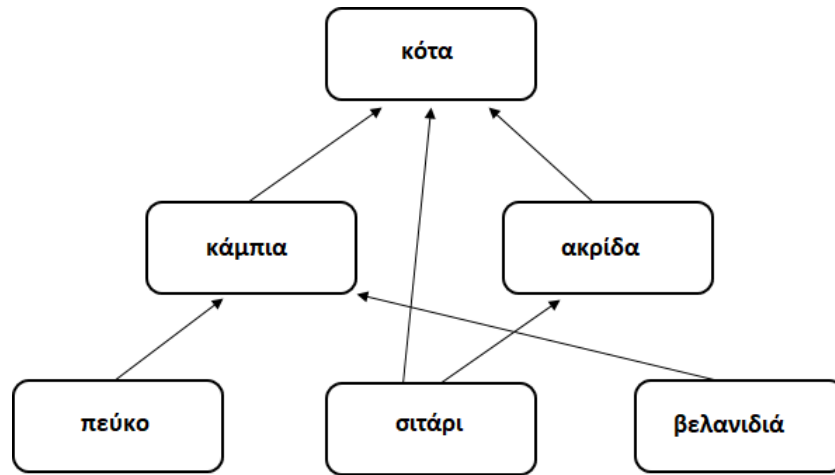 κότα
κάμπια
ακρίδα
πεύκο
σιτάρι
βελανιδιά